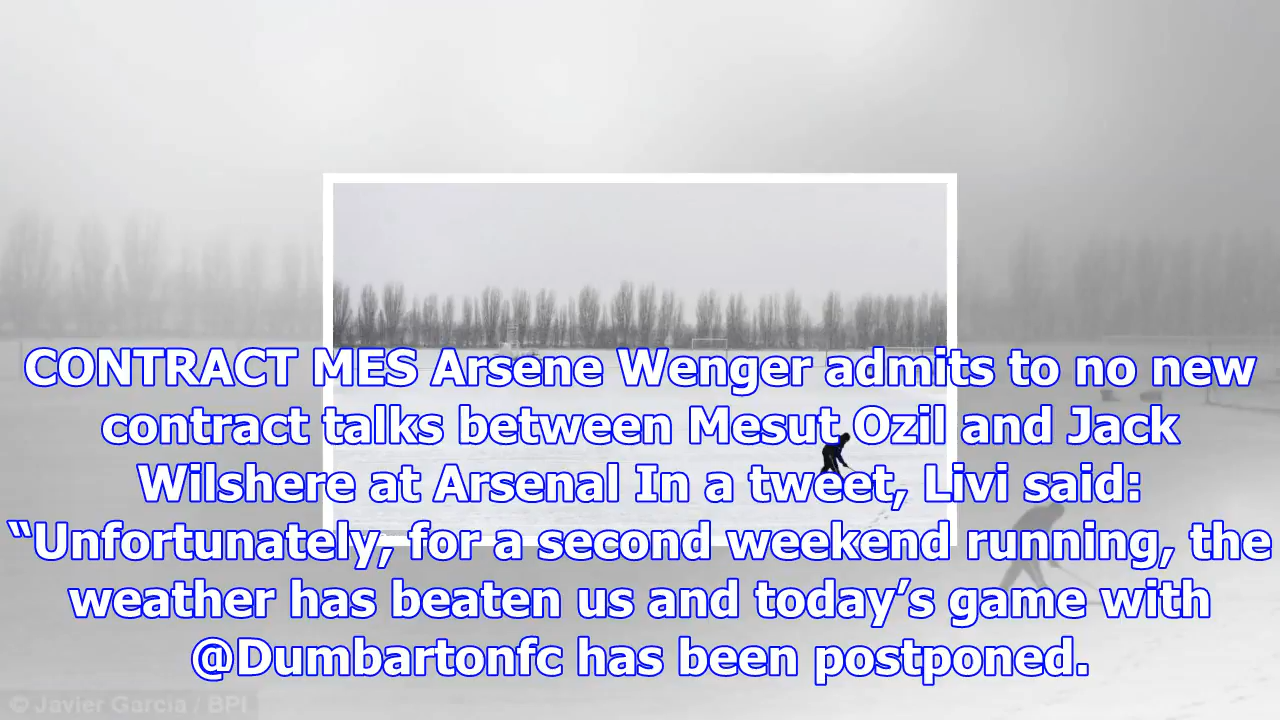 CONTRACT MES Arsene Wenger admits to no new
contract talks between Mesut Ozil and Jack
Wilshere at Arsenal In a tweet, Livi said:
“Unfortunately, for a second weekend running, the
weather has beaten us and today’s game with
@Dumbartonfc has been postponed.
© Javier Garcia / BPI